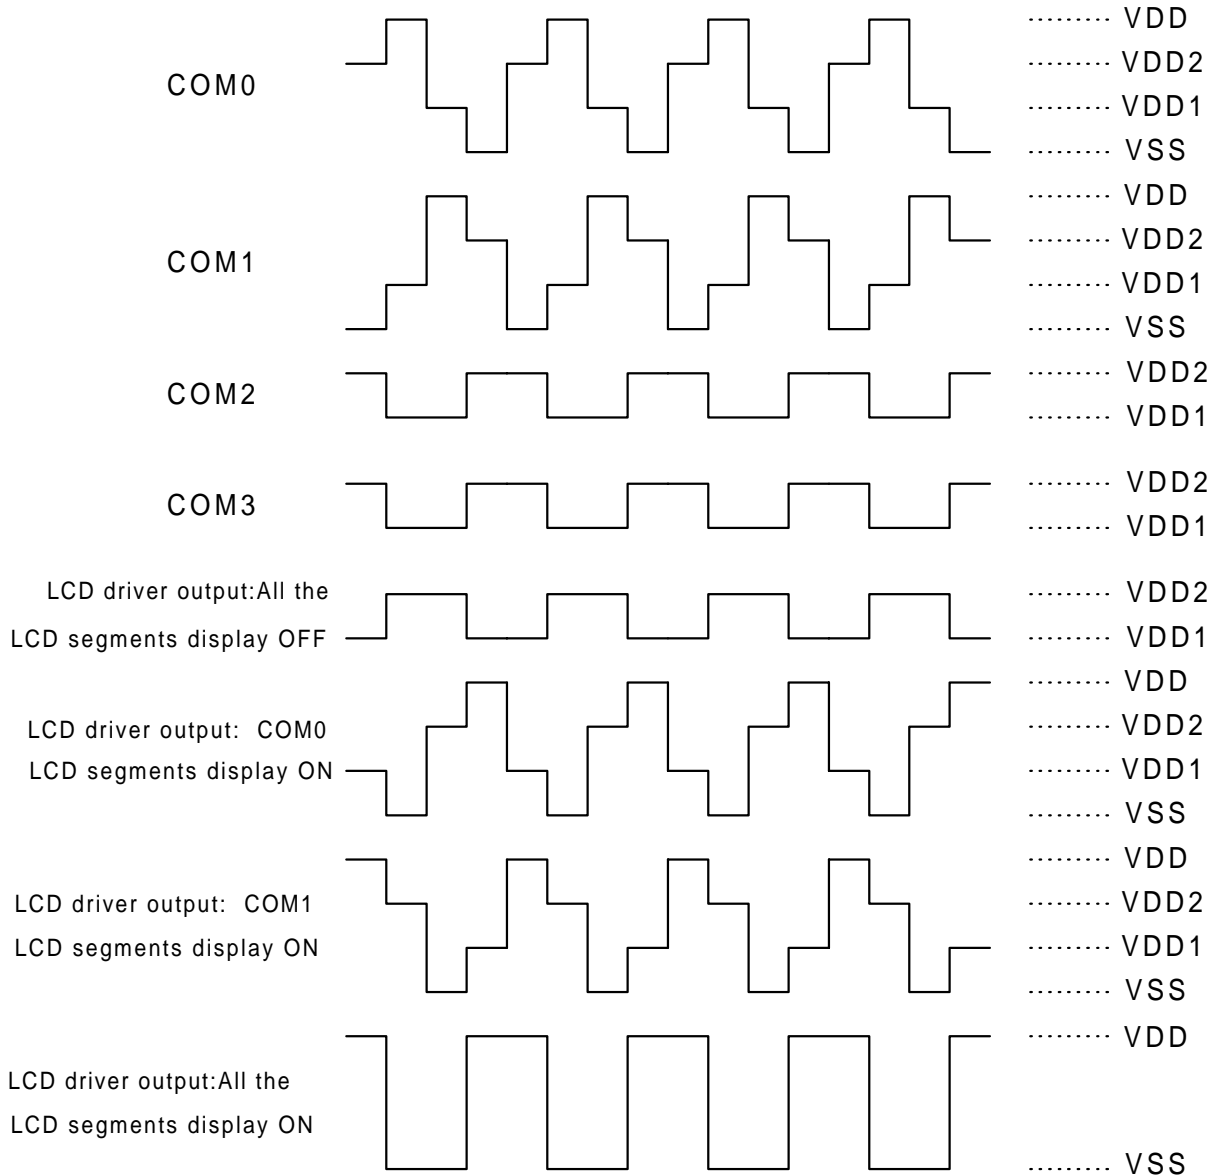 VDD
VDD2
COM0
VDD1
VSS
VDD
VDD2
COM1
VDD1
VSS
VDD2
COM2
VDD1
VDD2
COM3
VDD1
LCD driver output:All the
VDD2
LCD segments display OFF
VDD1
VDD
LCD driver output: COM0
VDD2
LCD segments display ON
VDD1
VSS
VDD
LCD driver output: COM1
VDD2
LCD segments display ON
VDD1
VSS
VDD
LCD driver output:All the
LCD segments display ON
VSS